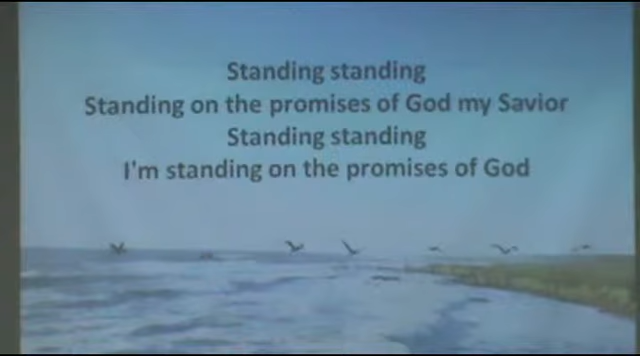 Standing standing
Standing on the promises of God my Savior
Standing standing
I'm standing on the promises of God